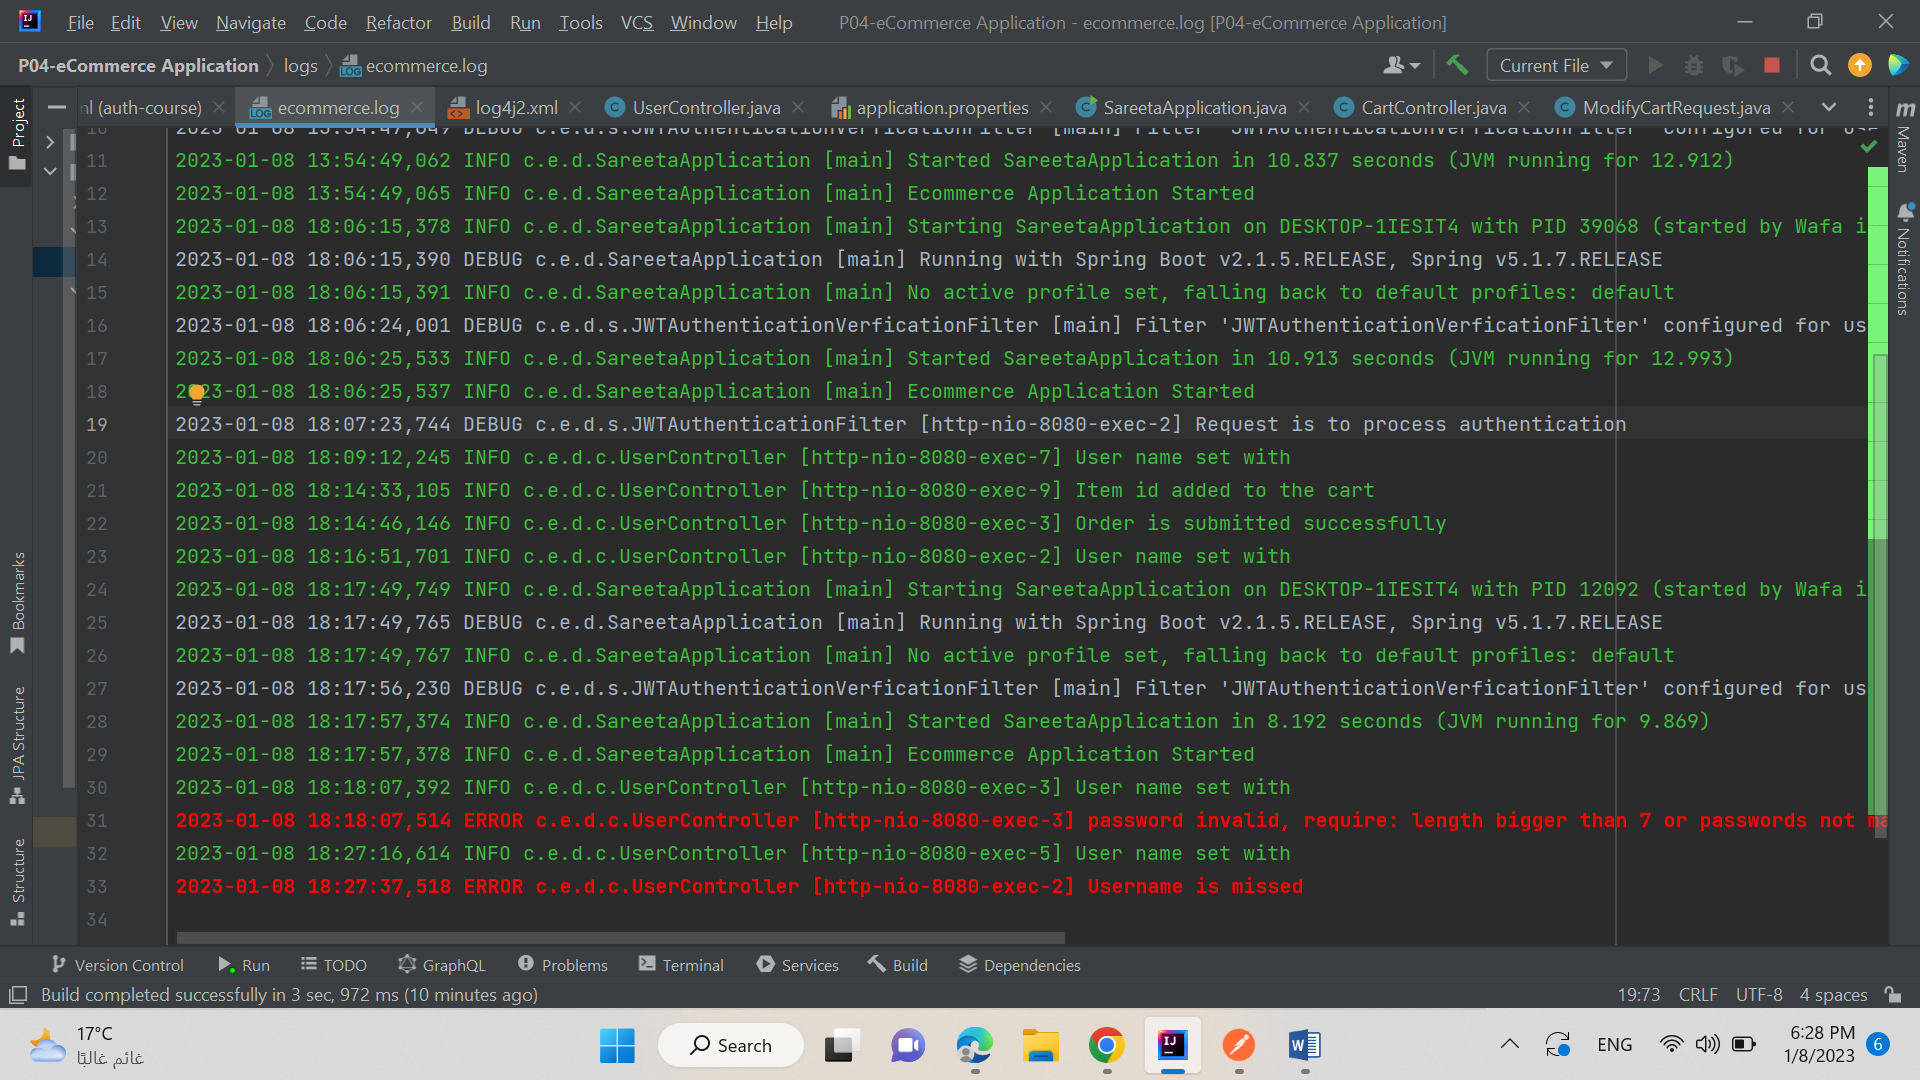 File Edit View Navigate Code Refactor Build Run Tools VCS Window Help P04-eCommerce Application - ecommerce.log [P04-eCommerce Application]
P04-eCommerce Application logs ecommerce.log Current File
(auth-course) ecommerce.log log4j2.xml UserController.java application.properties SareetaApplication.java CartController.java ModifyCartRequest.java
11 2023-01-08 13:54:49,062 INFO c.e.d.SareetaApplication [main] Started SareetaApplication in 10.837 seconds (JVM running for 12.912)
12 2023-01-08 13:54:49,065 INFO c.e.d.SareetaApplication [main] Ecommerce Application Started
13 2023-01-08 18:06:15,378 INFO c.e.d.SareetaApplication [main] Starting SareetaApplication on DESKTOP-1IESIT4 with PID 39068 (started by Wafa i
14 2023-01-08 18:06:15,390 DEBUG c.e.d.SareetaApplication [main] Running with Spring Boot v2.1.5.RELEASE, Spring v5.1.7.RELEASE
15 2023-01-08 18:06:15,391 INFO c.e.d.SareetaApplication [main] No active profile set, falling back to default profiles: default
16 2023-01-08 18:06:24,001 DEBUG c.e.d.s.JWTAuthenticationVerficationFilter [main] Filter 'JWTAuthenticationVerficationFilter' configured for us
17 2023-01-08 18:06:25,533 INFO c.e.d.SareetaApplication [main] Started SareetaApplication in 10.913 seconds (JVM running for 12.993)
18 2023-01-08 18:06:25,537 INFO c.e.d.SareetaApplication [main] Ecommerce Application Started
19 2023-01-08 18:07:23,744 DEBUG c.e.d.s.JWTAuthenticationFilter [http-nio-8080-exec-2] Request is to process authentication
20 2023-01-08 18:09:12,245 INFO c.e.d.c.UserController [http-nio-8080-exec-7] User name set with
21 2023-01-08 18:14:33,105 INFO c.e.d.c.UserController [http-nio-8080-exec-9] Item id added to the cart
22 2023-01-08 18:14:46,146 INFO c.e.d.c.UserController [http-nio-8080-exec-3] Order is submitted successfully
23 2023-01-08 18:16:51,701 INFO c.e.d.c.UserController [http-nio-8080-exec-2] User name set with
24 2023-01-08 18:17:49,749 INFO c.e.d.SareetaApplication [main] Starting SareetaApplication on DESKTOP-1IESIT4 with PID 12092 (started by Wafa i
25 2023-01-08 18:17:49,765 DEBUG c.e.d.SareetaApplication [main] Running with Spring Boot v2.1.5.RELEASE, Spring v5.1.7.RELEASE
26 2023-01-08 18:17:49,767 INFO c.e.d.SareetaApplication [main] No active profile set, falling back to default profiles: default
27 2023-01-08 18:17:56,230 DEBUG c.e.d.s.JWTAuthenticationVerficationFilter [main] Filter 'JWTAuthenticationVerficationFilter' configured for us
28 2023-01-08 18:17:57,374 INFO c.e.d.SareetaApplication [main] Started SareetaApplication in 8.192 seconds (JVM running for 9.869)
29 2023-01-08 18:17:57,378 INFO c.e.d.SareetaApplication [main] Ecommerce Application Started
30 2023-01-08 18:18:07,392 INFO c.e.d.c.UserController [http-nio-8080-exec-3] User name set with
31 2023-01-08 18:18:07,514 ERROR c.e.d.c.UserController [http-nio-8080-exec-3] password invalid, require: length bigger than 7 or passwords not ma
32 2023-01-08 18:27:16,614 INFO c.e.d.c.UserController [http-nio-8080-exec-5] User name set with
33 2023-01-08 18:27:37,518 ERROR c.e.d.c.UserController [http-nio-8080-exec-2] Username is missed
34
Project
Bookmarks
JPA Structure
Structure
Maven
Notifications
Version Control Run TODO GraphQL Problems Terminal Services Build Dependencies
Build completed successfully in 3 sec, 972 ms (10 minutes ago) 19:73 CRLF UTF-8 4 spaces
17°C
غائم غالبًا
Search
ENG
6:28 PM
1/8/2023
6